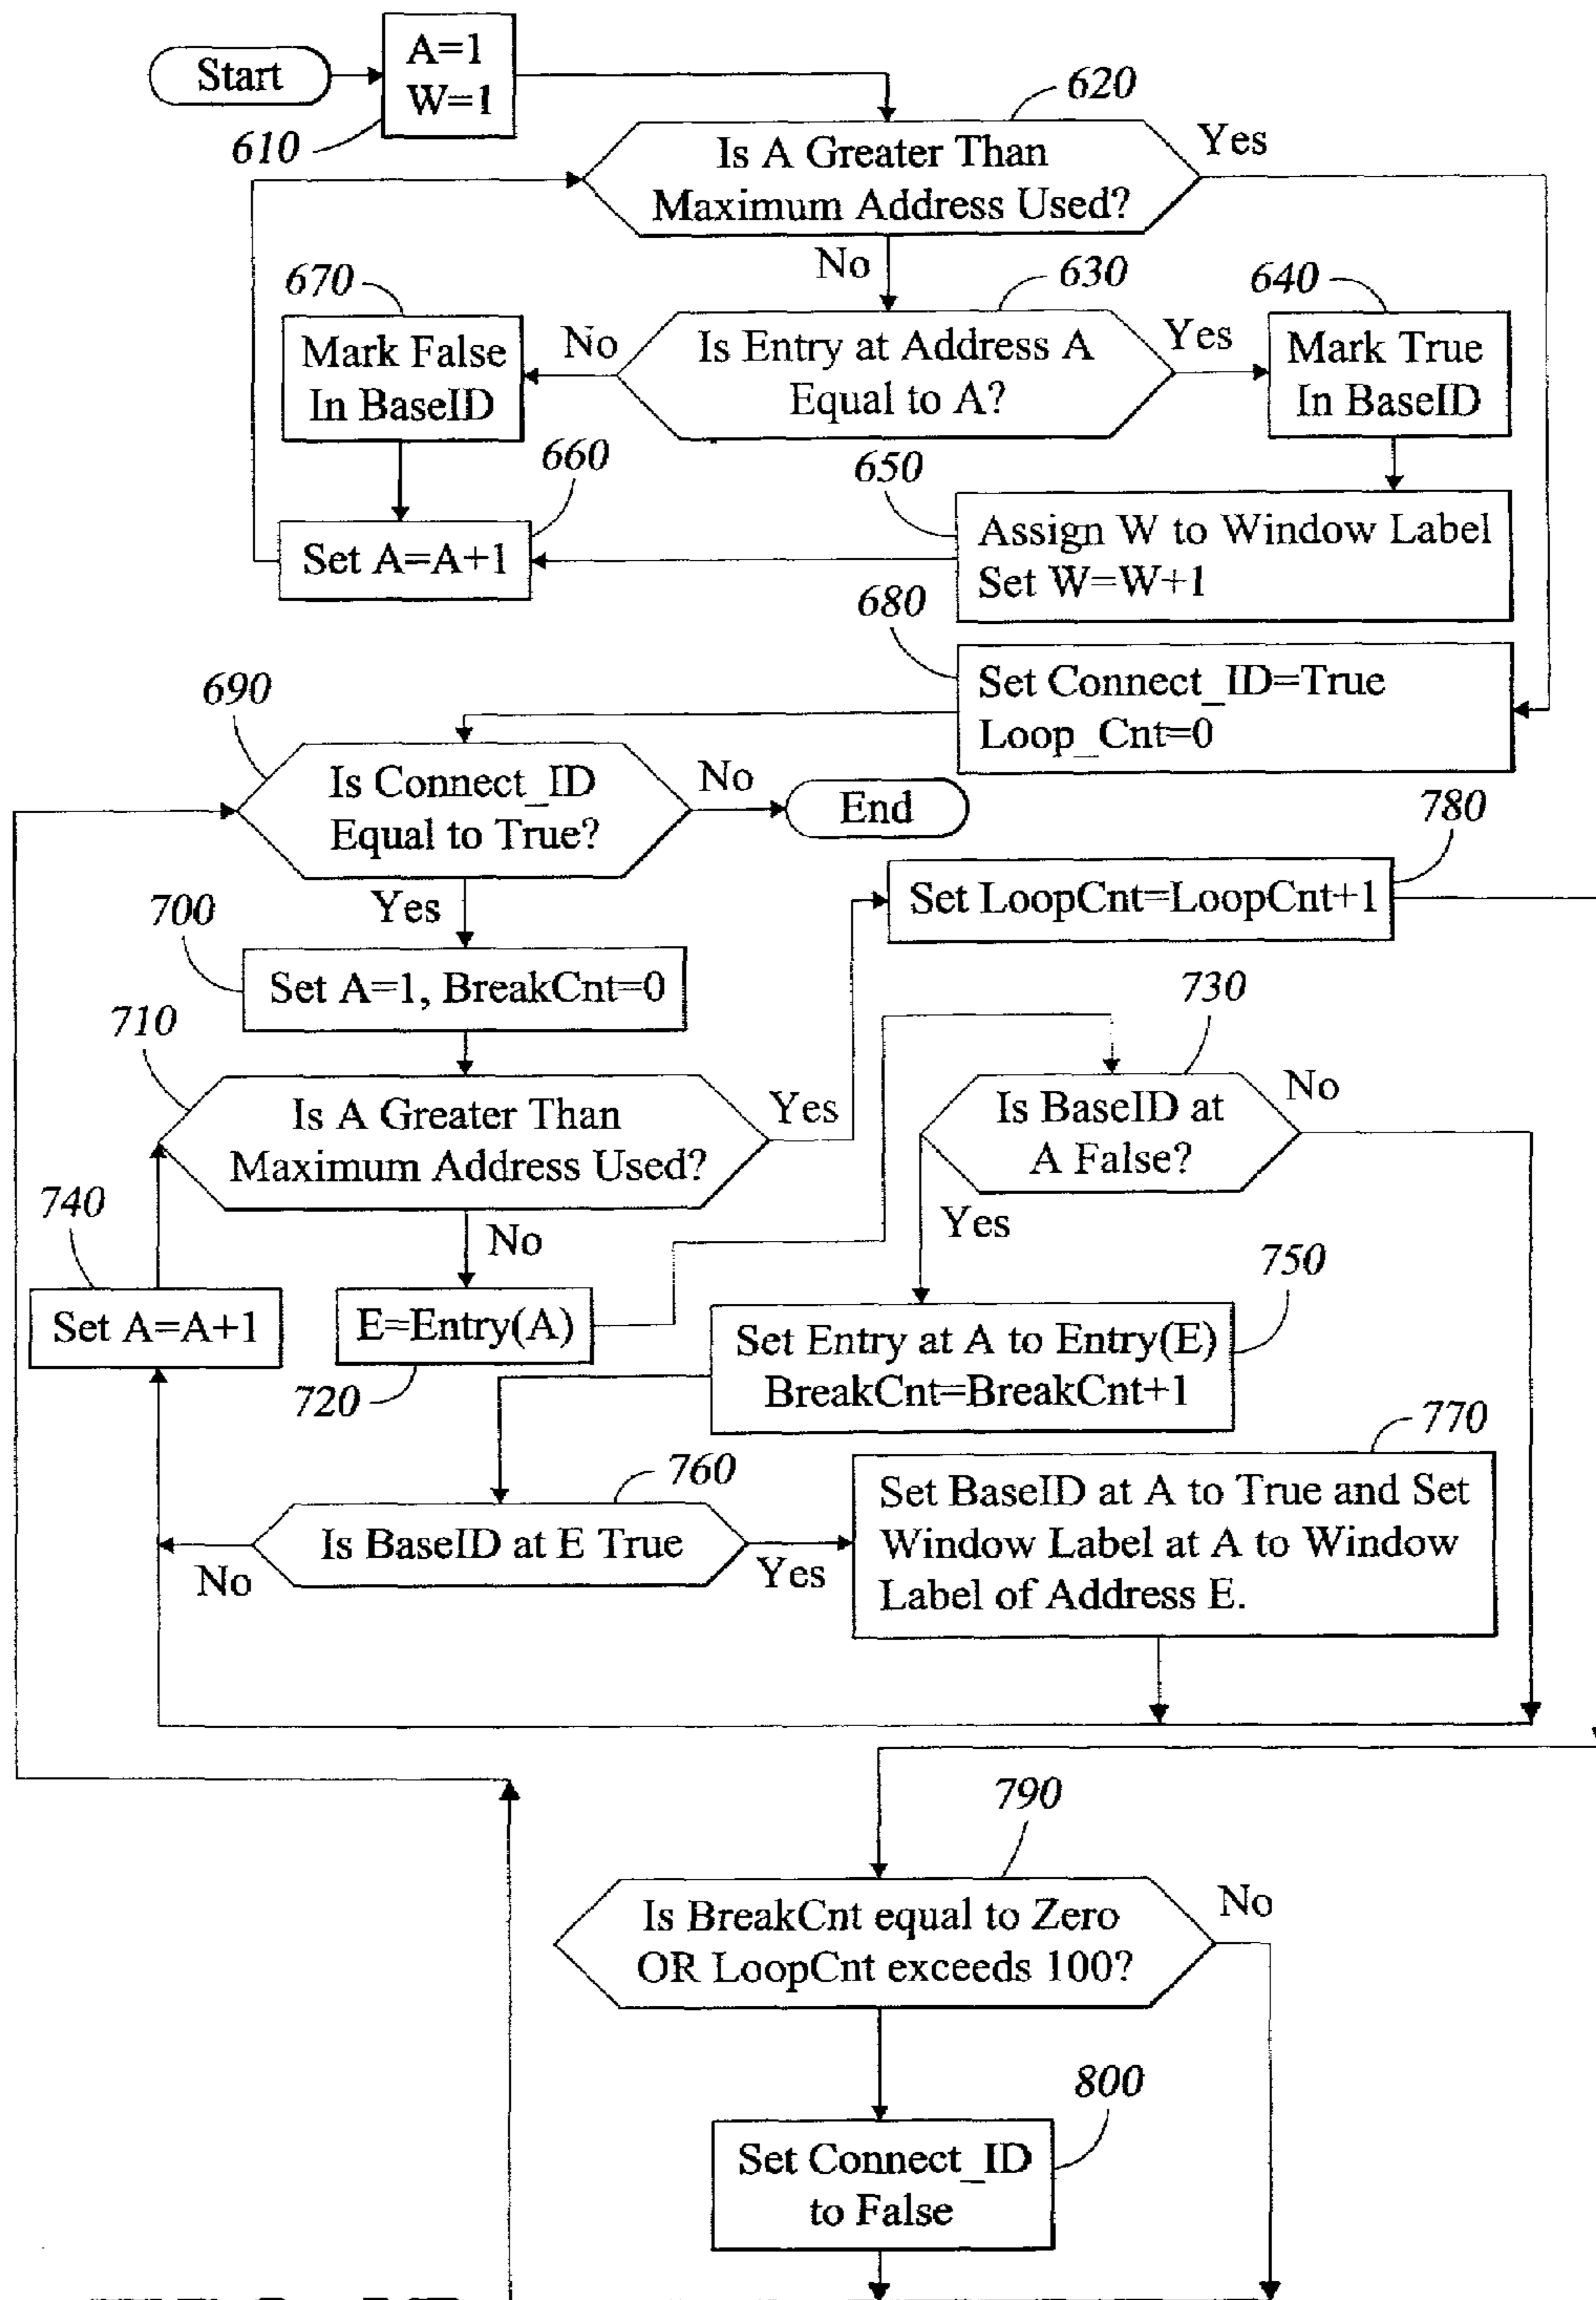 Start
A=1
W=1
610
620
Is A Greater Than
Maximum Address Used?
Yes
No
630
Is Entry at Address A
Equal to A?
No
Yes
670
Mark False
In BaseID
640
Mark True
In BaseID
660
Set A=A+1
650
Assign W to Window Label
Set W=W+1
680
Set Connect_ID=True
Loop_Cnt=0
690
Is Connect_ID
Equal to True?
No
End
Yes
780
Set LoopCnt=LoopCnt+1
700
Set A=1, BreakCnt=0
710
Is A Greater Than
Maximum Address Used?
Yes
No
730
Is BaseID at
A False?
No
Yes
740
Set A=A+1
E=Entry(A)
720
750
Set Entry at A to Entry(E)
BreakCnt=BreakCnt+1
760
Is BaseID at E True
No
Yes
770
Set BaseID at A to True and Set
Window Label at A to Window
Label of Address E.
790
Is BreakCnt equal to Zero
OR LoopCnt exceeds 100?
No
800
Set Connect_ID
to False